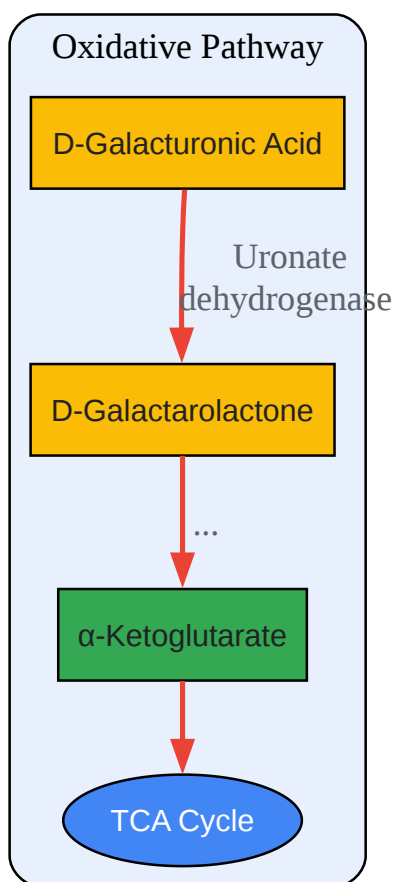 Oxidative Pathway
D-Galacturonic Acid
Uronate
dehydrogenase
D-Galactarolactone
...
α-Ketoglutarate
TCA Cycle